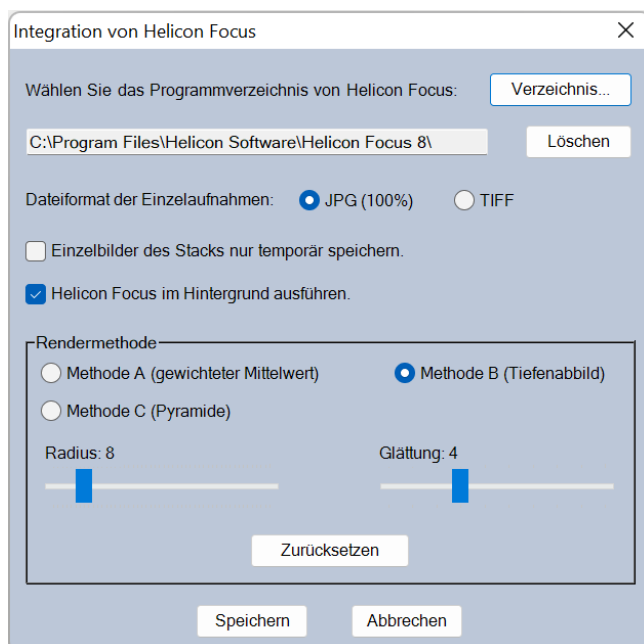 Integration von Helicon Focus
Wählen Sie das Programmverzeichnis von Helicon Focus: Verzeichnis...
C:\Program Files\Helicon Software\Helicon Focus 8\ Löschen
Dateiformat der Einzelaufnahmen: JPG (100%) TIFF
Einzelbilder des Stacks nur temporär speichern.
Helicon Focus im Hintergrund ausführen.
Rendermethode
Methode A (gewichteter Mittelwert) Methode B (Tiefenabbild)
Methode C (Pyramide)
Radius: 8 Glättung: 4
Zurücksetzen
Speichern Abbrechen